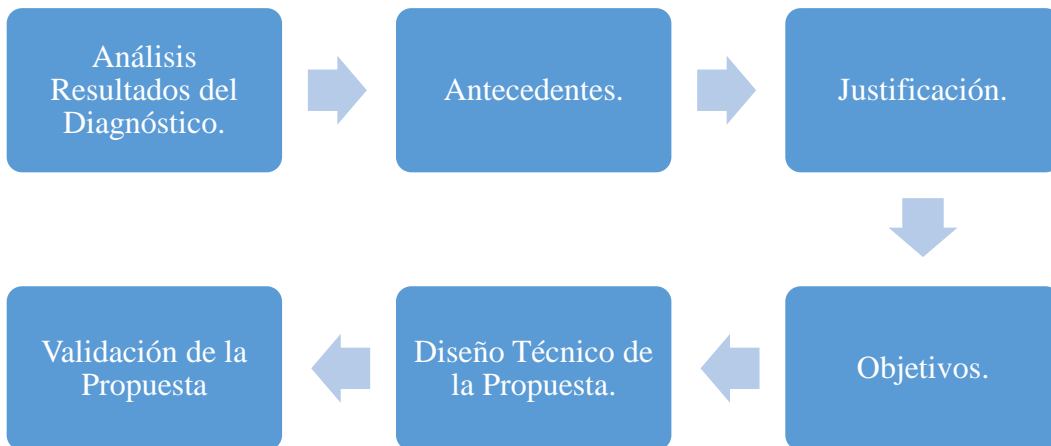 Análisis
Resultados del
Diagnóstico.
Antecedentes.
Justificación.
Objetivos.
Diseño Técnico de
la Propuesta.
Validación de la
Propuesta